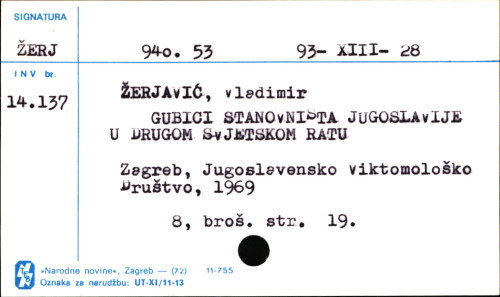 SIGNATURA
ŽERJ 940. 53 93- XIII- 28
INV br.
14.137
ŽERJAVIĆ, Vladimir
GUBICI STANOVNIŠTA JUGOSLAVIJE
U DRUGOM SVJETSKOM RATU
Zagreb, Jugoslavensko Viktomološko
Društvo, 1969
8, broš. str. 19.
»Narodne novine«, Zagreb — (72) 11-755
Oznaka za narudžbu: UT-XI/11-13